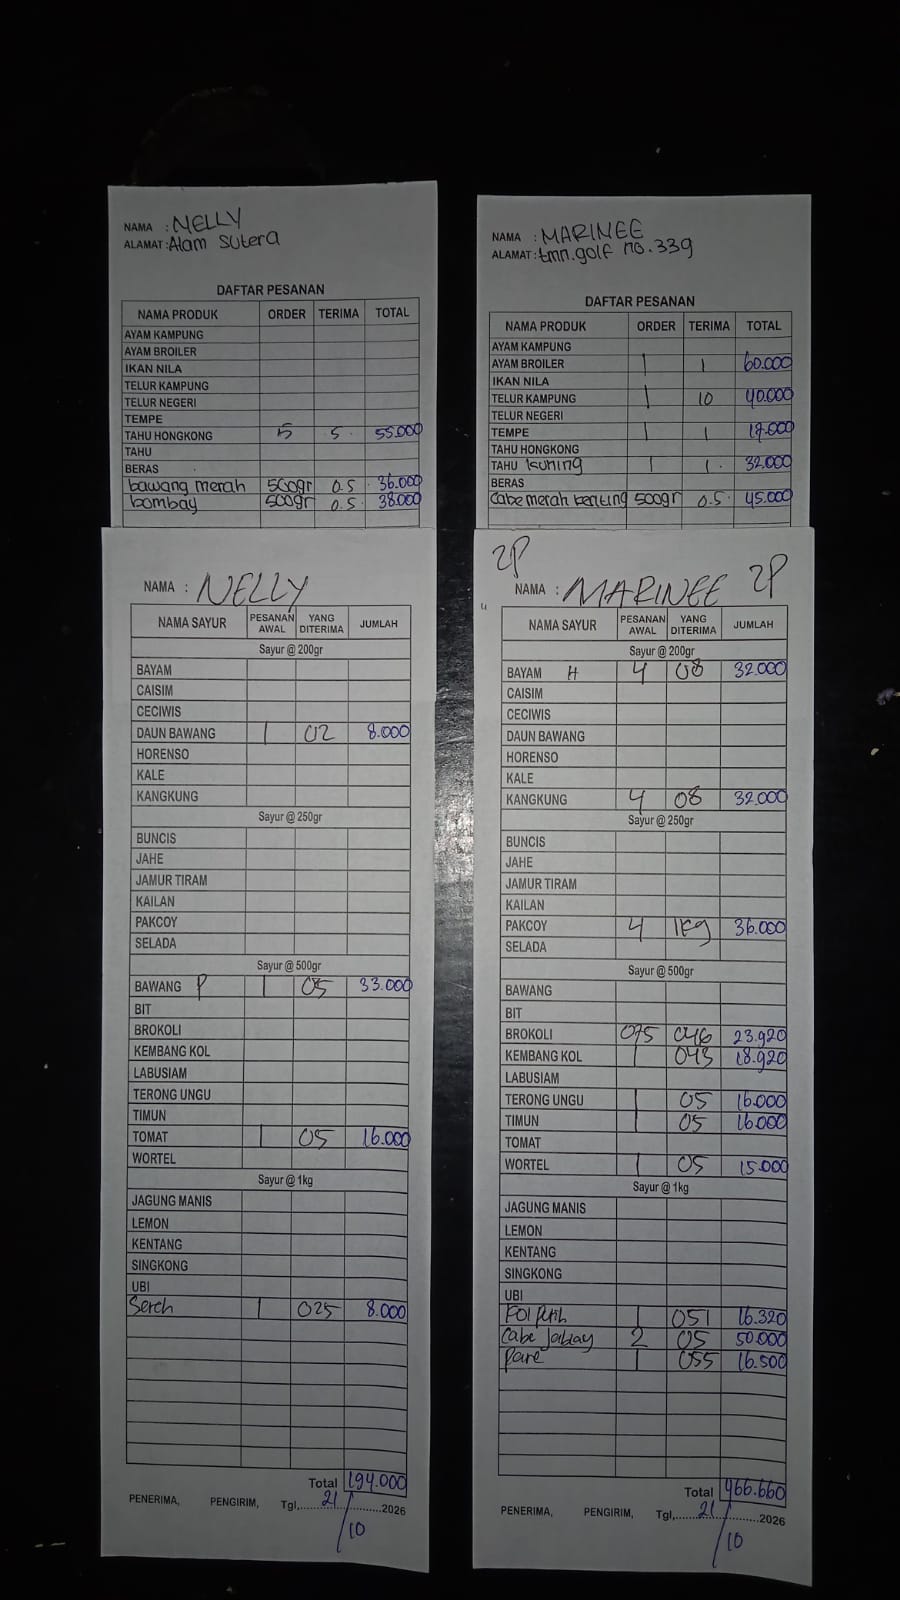 NAMA : NELLY
ALAMAT : Alam Sutera
DAFTAR PESANAN
NAMA PRODUK ORDER TERIMA TOTAL
AYAM KAMPUNG
AYAM BROILER
IKAN NILA
TELUR KAMPUNG
TELUR NEGERI
TEMPE
TAHU HONGKONG 5 5. 55.000
TAHU
BERAS
bawang merah 500gr 0.5. 36.000
bombay 500gr 0.5. 38.000
NAMA : NELLY
NAMA SAYUR PESANAN AWAL YANG DITERIMA JUMLAH
Sayur @ 200gr
BAYAM
CAISIM
CECIWIS
DAUN BAWANG 1 02 8.000
HORENSO
KALE
KANGKUNG
Sayur @ 250gr
BUNCIS
JAHE
JAMUR TIRAM
KAILAN
PAKCOY
SELADA
Sayur @ 500gr
BAWANG P 1 05 33.000
BIT
BROKOLI
KEMBANG KOL
LABUSIAM
TERONG UNGU
TIMUN
TOMAT 1 05 16.000
WORTEL
Sayur @ 1kg
JAGUNG MANIS
LEMON
KENTANG
SINGKONG
UBI
Sereh 1 025 8.000
Total 194.000
PENERIMA, PENGIRIM, Tgl,.....21/10.....2026
NAMA : MARINEE
ALAMAT : tmn.golf no.339
DAFTAR PESANAN
NAMA PRODUK ORDER TERIMA TOTAL
AYAM KAMPUNG
AYAM BROILER 1 1 60.000
IKAN NILA
TELUR KAMPUNG 1 10 40.000
TELUR NEGERI
TEMPE 1 1 17.000
TAHU HONGKONG
TAHU kuning 1 1. 32.000
BERAS
Cabe merah keriting 500gr 0.5. 45.000
2P
NAMA : MARINEE 2P
NAMA SAYUR PESANAN AWAL YANG DITERIMA JUMLAH
Sayur @ 200gr
BAYAM H 4 08 32.000
CAISIM
CECIWIS
DAUN BAWANG
HORENSO
KALE
KANGKUNG 4 08 32.000
Sayur @ 250gr
BUNCIS
JAHE
JAMUR TIRAM
KAILAN
PAKCOY 4 1kg 36.000
SELADA
Sayur @ 500gr
BAWANG
BIT
BROKOLI 075 046 23.920
KEMBANG KOL 1 043 18.920
LABUSIAM
TERONG UNGU 1 05 16.000
TIMUN 1 05 16.000
TOMAT
WORTEL 1 05 15.000
Sayur @ 1kg
JAGUNG MANIS
LEMON
KENTANG
SINGKONG
UBI
Kol Putih 1 051 16.320
Cabe Jablay 2 05 50.000
Pare 1 055 16.500
Total 466.660
PENERIMA, PENGIRIM, Tgl,.....21/10.....2026